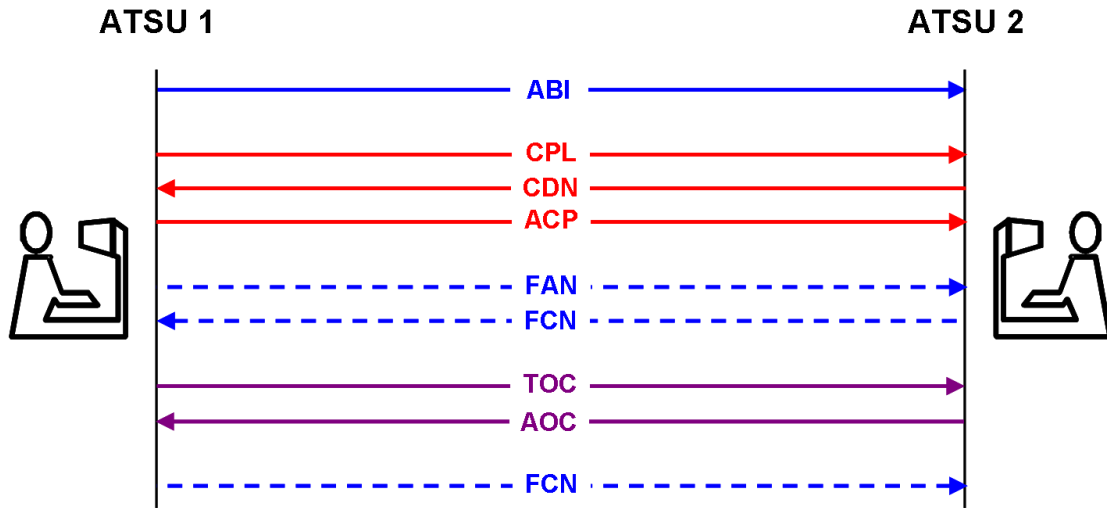 ATSU 1
ATSU 2
ABI
CPL
CDN
ACP
FAN
FCN
TOC
AOC
FCN